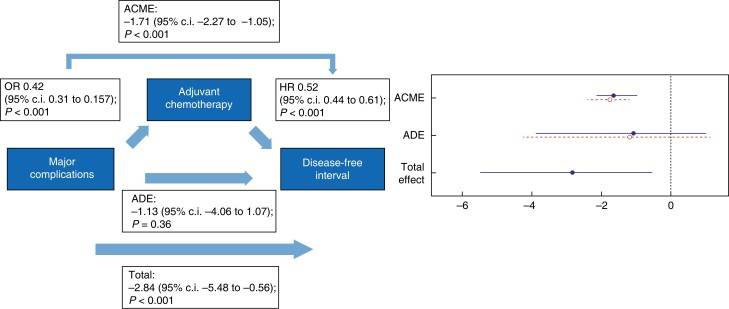 ACME:
–1.71 (95% c.i. –2.27 to –1.05);
P < 0.001
OR 0.42
(95% c.i. 0.31 to 0.157);
P < 0.001
Adjuvant
chemotherapy
HR 0.52
(95% c.i. 0.44 to 0.61);
P < 0.001
Major
complications
Disease-free
interval
ADE:
–1.13 (95% c.i. –4.06 to 1.07);
P = 0.36
Total:
–2.84 (95% c.i. –5.48 to –0.56);
P < 0.001
ACME
ADE
Total
effect
–6 –4 –2 0